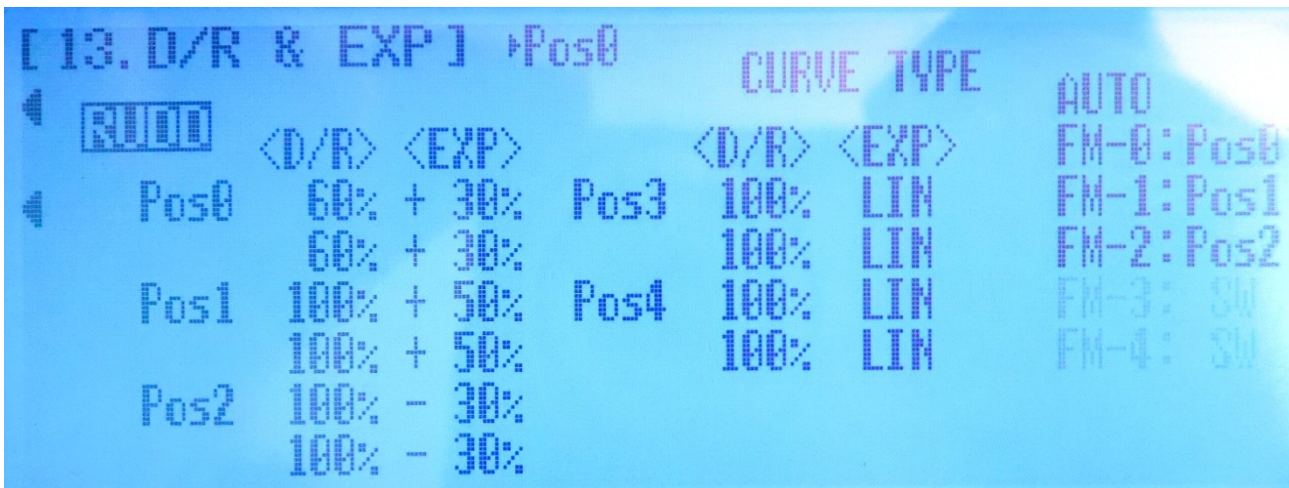 [13.D/R & EXP] ▸Pos0
CURVE TYPE
AUTO
RUDD <D/R> <EXP> <D/R> <EXP> FM-0:Pos0
Pos0 60% + 30% Pos3 100% LIN FM-1:Pos1
60% + 30% 100% LIN FM-2:Pos2
Pos1 100% + 50% Pos4 100% LIN FM-3: SW
100% + 50% 100% LIN FM-4: SW
Pos2 100% - 30%
100% - 30%